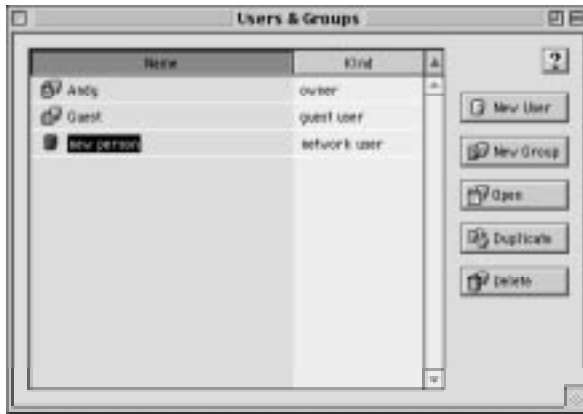 Users & Groups
Name Kind
Andy owner
Guest guest user
new person network user
?
New User
New Group
Open
Duplicate
Delete